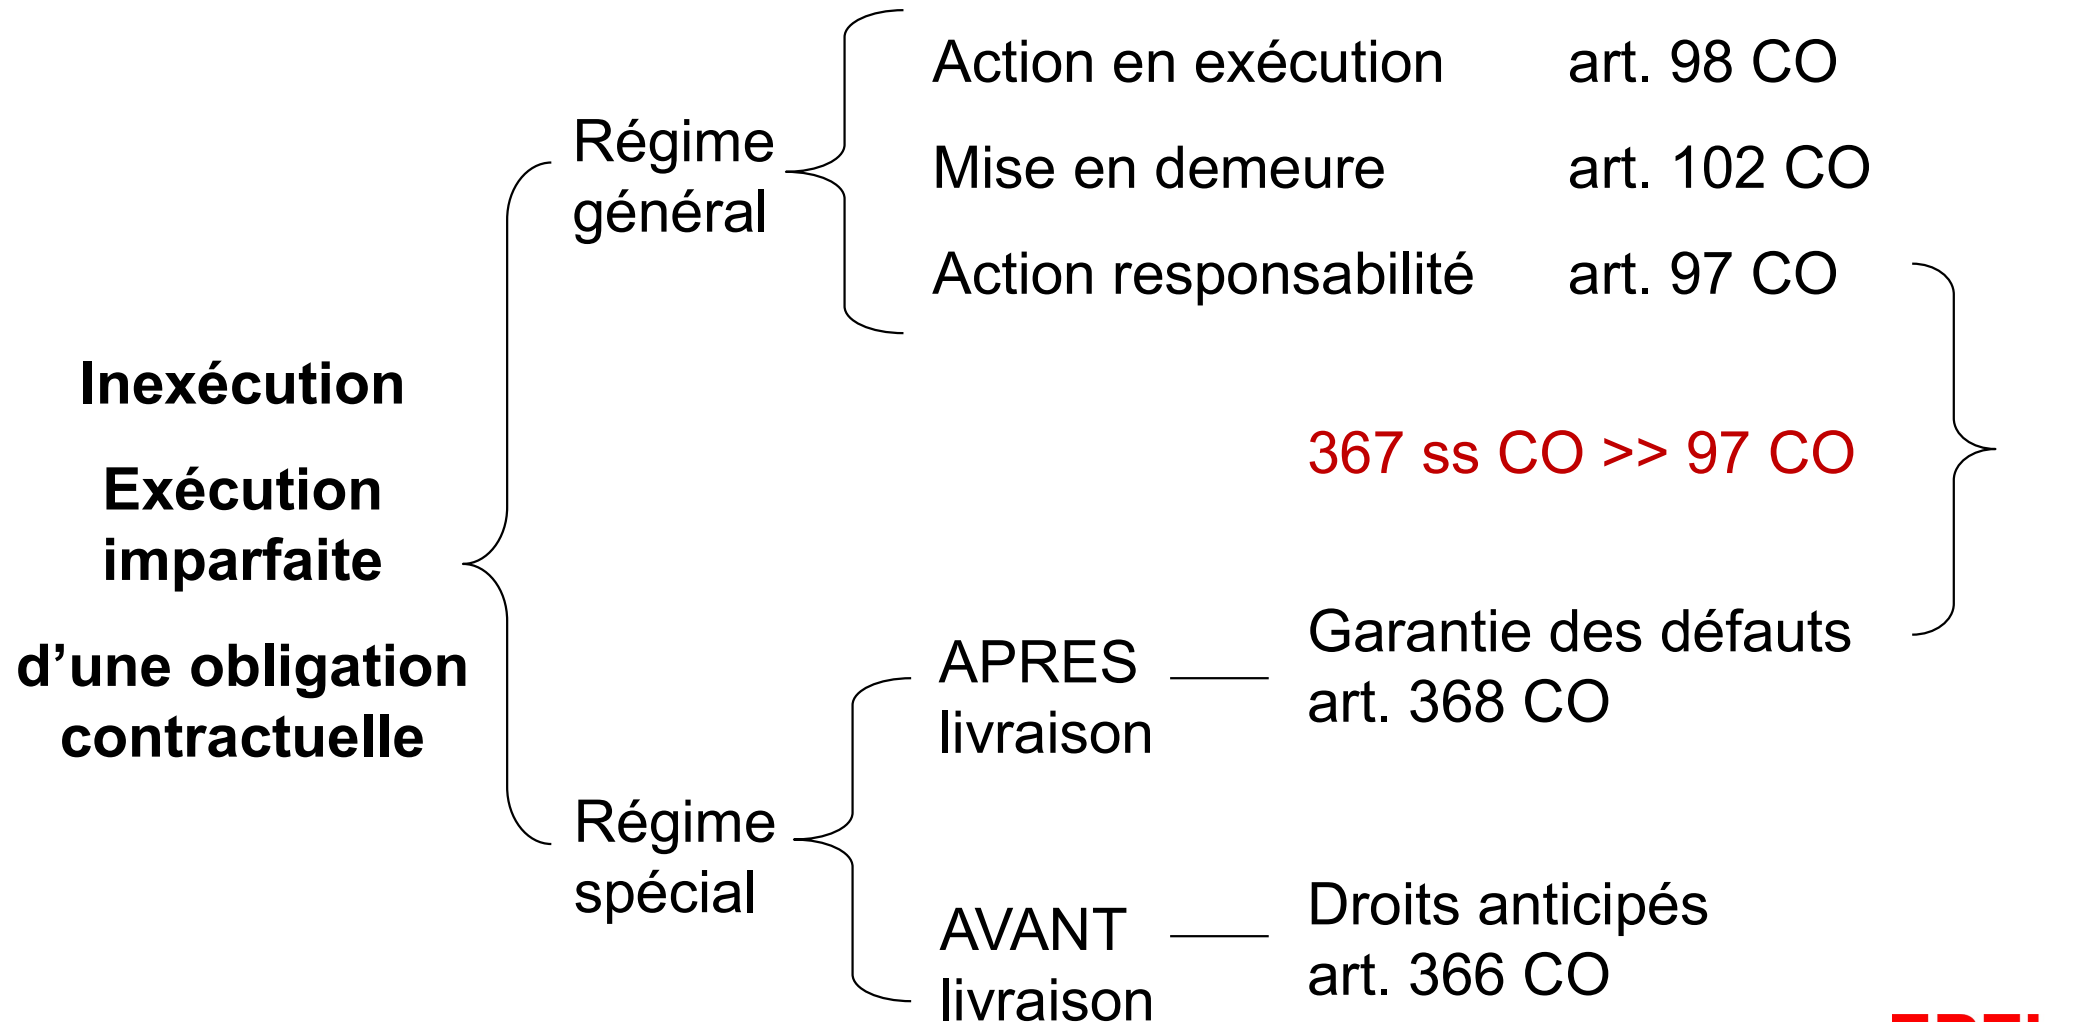 Inexécution
Exécution
imparfaite
d’une obligation
contractuelle
Régime
général
Action en exécution art. 98 CO
Mise en demeure art. 102 CO
Action responsabilité art. 97 CO
367 ss CO >> 97 CO
Régime
spécial
APRES
livraison
Garantie des défauts
art. 368 CO
AVANT
livraison
Droits anticipés
art. 366 CO